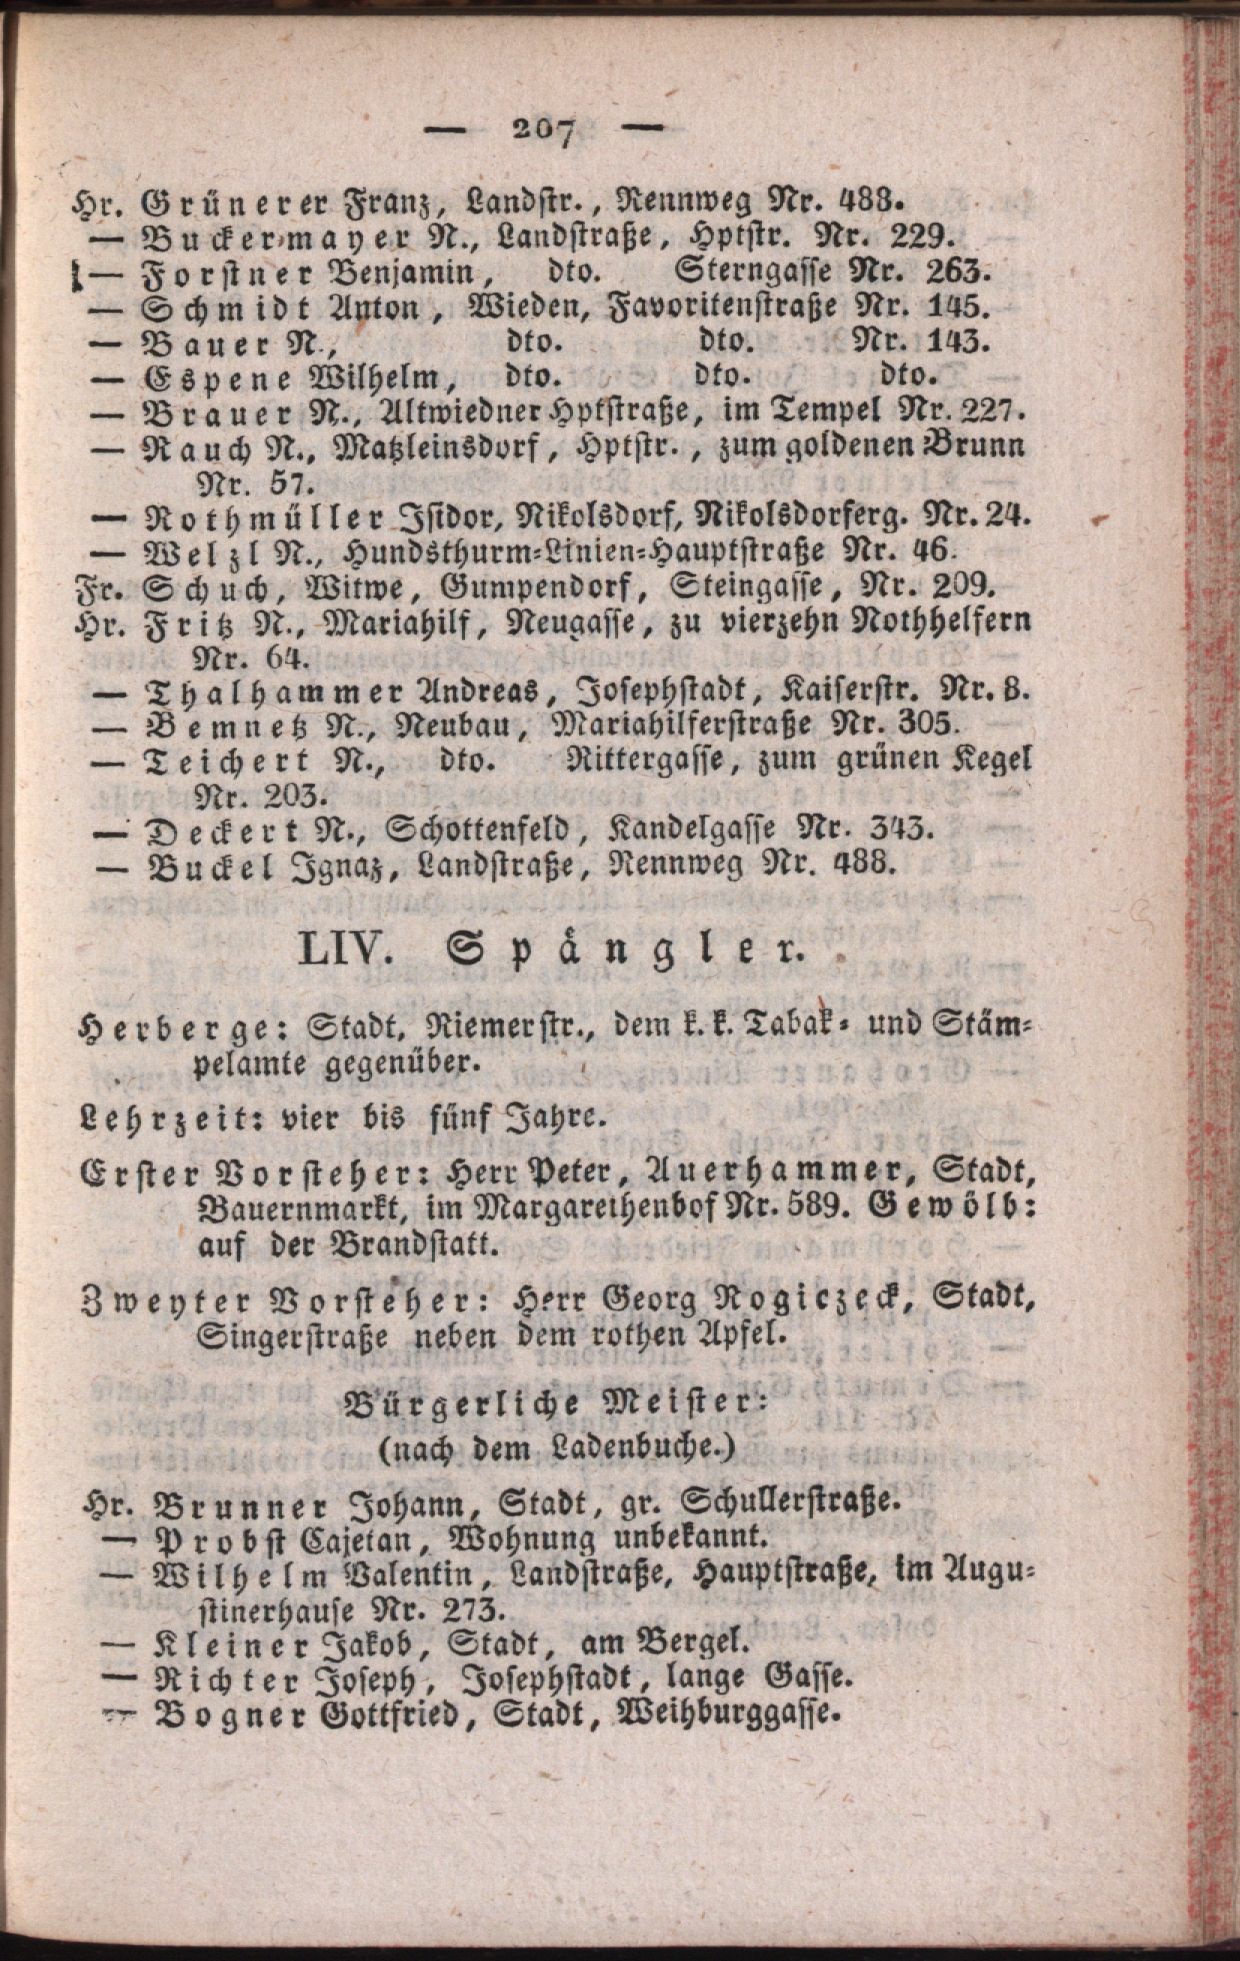 — 207 —
Hr. Grünerer Franz, Landstr., Rennweg Nr. 488.
— Buckermayer N., Landstraße, Hptstr. Nr. 229.
— Forstner Benjamin, dto. Sterngasse Nr. 263.
— Schmidt Anton, Wieden, Favoritenstraße Nr. 145.
— Bauer N., dto. dto. Nr. 143.
— Espene Wilhelm, dto. dto. dto.
— Brauer N., Altwiedner Hptstraße, im Tempel Nr. 227.
— Rauch N., Matzleinsdorf, Hptstr., zum goldenen Brunn
Nr. 57.
— Rothmüller Isidor, Nikolsdorf, Nikolsdorferg. Nr. 24.
— Welzl N., Hundsthurm-Linien-Hauptstraße Nr. 46.
Fr. Schuch, Witwe, Gumpendorf, Steingasse, Nr. 209.
Hr. Fritz N., Mariahilf, Neugasse, zu vierzehn Nothhelfern
Nr. 64.
— Thalhammer Andreas, Josephstadt, Kaiserstr. Nr. 8.
— Bemnetz N., Neubau, Mariahilferstraße Nr. 305.
— Teichert N., dto. Rittergasse, zum grünen Kegel
Nr. 203.
— Deckert N., Schottenfeld, Kandelgasse Nr. 343.
— Buckel Ignaz, Landstraße, Rennweg Nr. 488.
LIV. Spängler.
Herberge: Stadt, Riemerstr., dem k. k. Tabak- und Stäm-
pelamte gegenüber.
Lehrzeit: vier bis fünf Jahre.
Erster Vorsteher: Herr Peter, Auerhammer, Stadt,
Bauernmarkt, im Margarethenhof Nr. 589. Gewölb:
auf der Brandstatt.
Zweyter Vorsteher: Herr Georg Rogiczeck, Stadt,
Singerstraße neben dem rothen Apfel.
Bürgerliche Meister:
(nach dem Ladenbuche.)
Hr. Brunner Johann, Stadt, gr. Schullerstraße.
— Probst Cajetan, Wohnung unbekannt.
— Wilhelm Valentin, Landstraße, Hauptstraße, im Augu-
stinerhause Nr. 273.
— Kleiner Jakob, Stadt, am Bergel.
— Richter Joseph, Josephstadt, lange Gasse.
— Bogner Gottfried, Stadt, Weihburggasse.